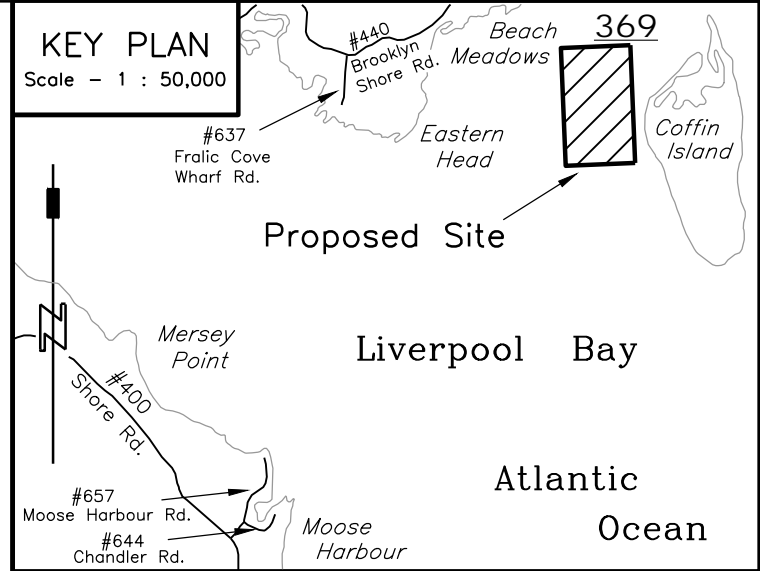 KEY PLAN
Scale - 1 : 50,000
#440
Brooklyn
Shore Rd.
Beach
Meadows
369
#637
Fralic Cove
Wharf Rd.
Eastern
Head
Coffin
Island
Proposed Site
Mersey
Point
Liverpool Bay
#400
Shore Rd.
#657
Moose Harbour Rd.
#644
Chandler Rd.
Moose
Harbour
Atlantic
Ocean
N